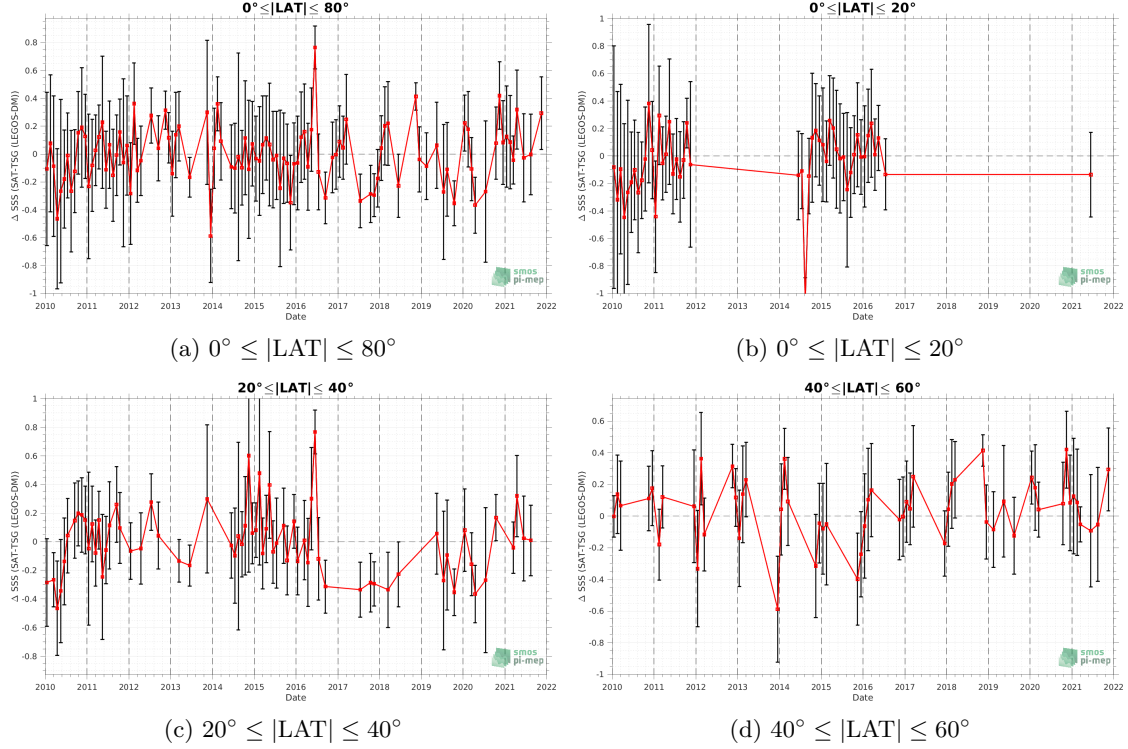 0°≤|LAT|≤ 80°
Δ SSS (SAT-TSG (LEGOS-DM))
0.8
0.6
0.4
0.2
0
-0.2
-0.4
-0.6
-0.8
-1
2010 2011 2012 2013 2014 2015 2016 2017 2018 2019 2020 2021 2022
Date
smos
pi-mep
(a) 0° ≤ |LAT| ≤ 80°
0°≤|LAT|≤ 20°
Δ SSS (SAT-TSG (LEGOS-DM))
1
0.8
0.6
0.4
0.2
0
-0.2
-0.4
-0.6
-0.8
-1
2010 2011 2012 2013 2014 2015 2016 2017 2018 2019 2020 2021 2022
Date
smos
pi-mep
(b) 0° ≤ |LAT| ≤ 20°
20°≤|LAT|≤ 40°
Δ SSS (SAT-TSG (LEGOS-DM))
1
0.8
0.6
0.4
0.2
0
-0.2
-0.4
-0.6
-0.8
2010 2011 2012 2013 2014 2015 2016 2017 2018 2019 2020 2021 2022
Date
smos
pi-mep
(c) 20° ≤ |LAT| ≤ 40°
40°≤|LAT|≤ 60°
Δ SSS (SAT-TSG (LEGOS-DM))
0.6
0.4
0.2
0
-0.2
-0.4
-0.6
-0.8
-1
2010 2011 2012 2013 2014 2015 2016 2017 2018 2019 2020 2021 2022
Date
smos
pi-mep
(d) 40° ≤ |LAT| ≤ 60°